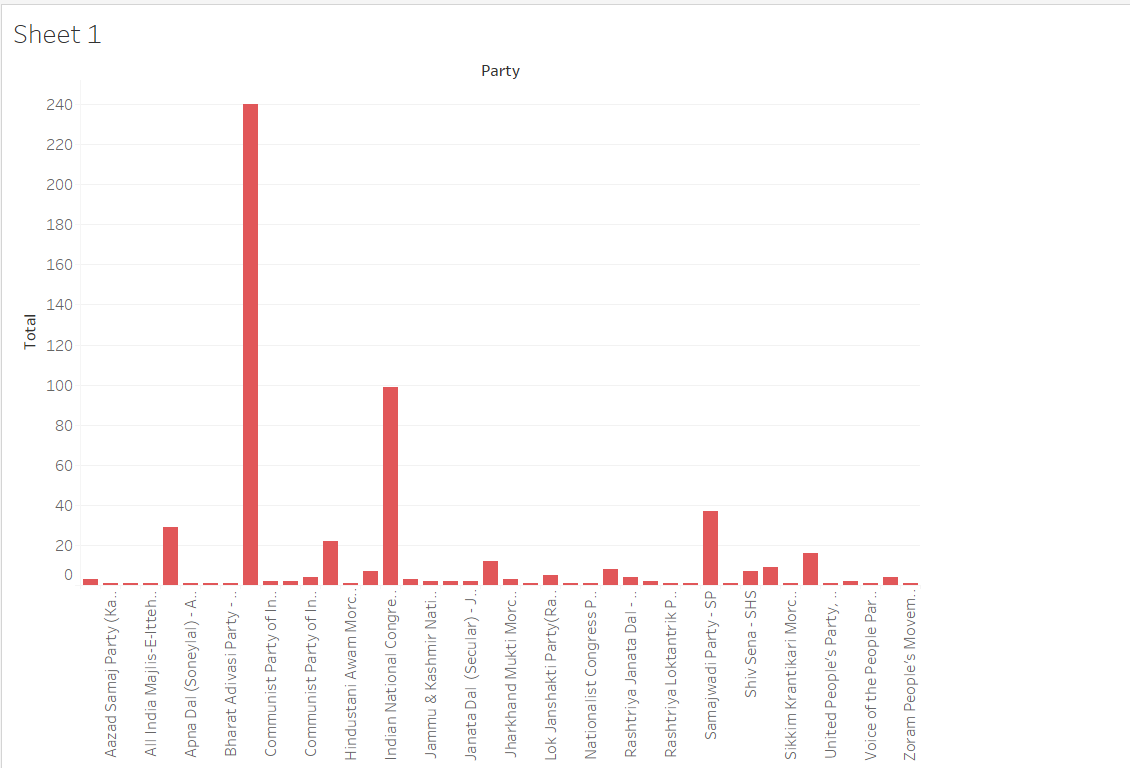 Sheet 1
Party
240
220
200
180
160
140
120
100
80
60
40
20
0
Total
Aazad Samaj Party (Ka..
All India Majlis-E-Itteh..
Apna Dal (Soneylal) - A..
Bharat Adivasi Party - ..
Communist Party of In..
Communist Party of In..
Hindustani Awam Morc..
Indian National Congre..
Jammu & Kashmir Nati..
Janata Dal  (Secular) - J..
Jharkhand Mukti Morc..
Lok Janshakti Party(Ra..
Nationalist Congress P..
Rashtriya Janata Dal - ..
Rashtriya Loktantrik P..
Samajwadi Party - SP
Shiv Sena - SHS
Sikkim Krantikari Morc..
United People’s Party, ..
Voice of the People Par..
Zoram People’s Movem..